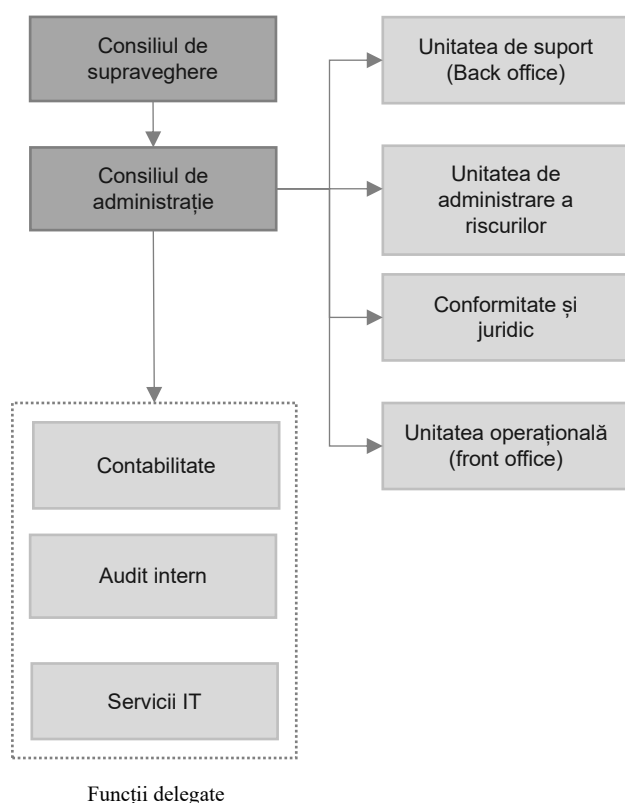 Consiliul de
supraveghere
Consiliul de
administrație
Unitatea de suport
(Back office)
Unitatea de
administrare a
riscurilor
Conformitate și
juridic
Unitatea operațională
(front office)
Contabilitate
Audit intern
Servicii IT
Funcții delegate